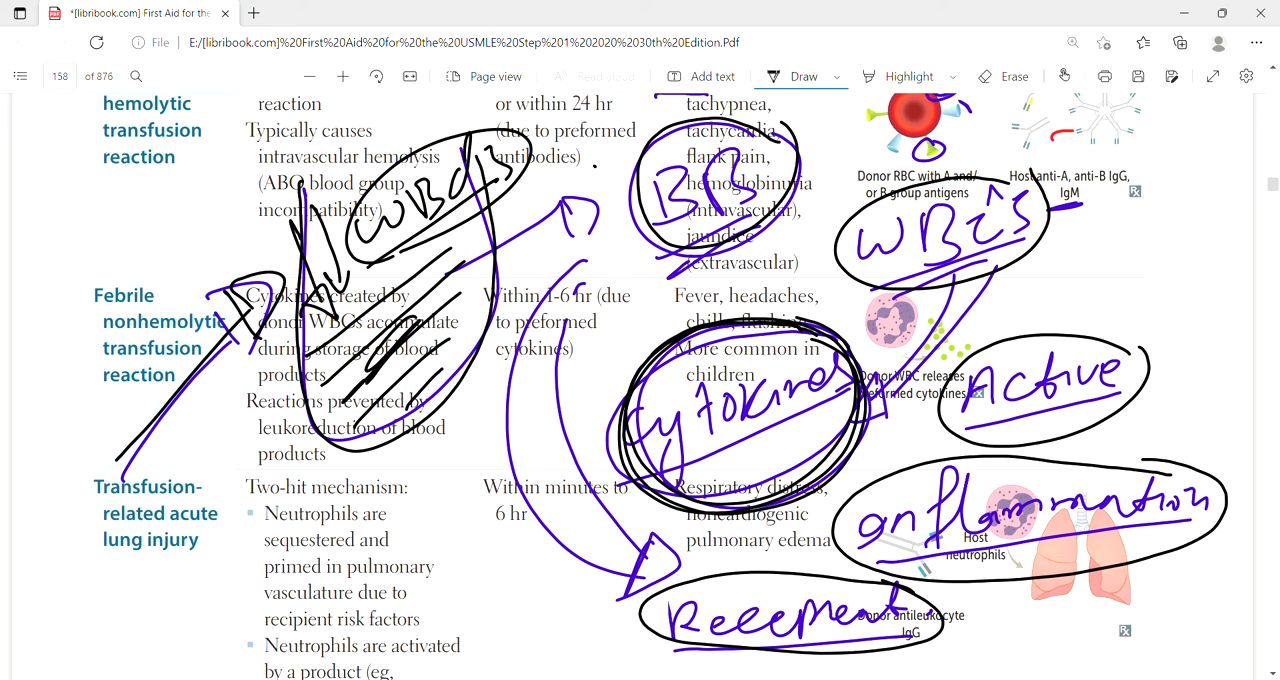 *[libribook.com] First Aid for the
File E:/[libribook.com]%20First%20Aid%20for%20the%20USMLE%20Step%201%202020%2030th%20Edition.Pdf
158 of 876 Page view Read aloud Add text Draw Highlight Erase
hemolytic
transfusion
reaction
reaction
Typically causes
intravascular hemolysis
(ABO blood group
incompatibility)
or within 24 hr
(due to preformed
antibodies)
tachypnea,
tachycardia,
flank pain,
hemoglobinuria
(intravascular),
jaundice
(extravascular)
Donor RBC with A and/
or B group antigens
Host anti-A, anti-B IgG,
IgM
WBC's
BB
WBC's
Febrile
nonhemolytic
transfusion
reaction
Cytokines created by
donor WBCs accumulate
during storage of blood
products
Reactions prevented by
leukoreduction of blood
products
Within 1-6 hr (due
to preformed
cytokines)
Fever, headaches,
chills, flushing
More common in
children
Donor WBC releases
preformed cytokines
Cytokines
Active
Transfusion-
related acute
lung injury
Two-hit mechanism:
Neutrophils are
sequestered and
primed in pulmonary
vasculature due to
recipient risk factors
Neutrophils are activated
by a product (eg,
Within minutes to
6 hr
Respiratory distress,
noncardiogenic
pulmonary edema
Host
neutrophils
Donor antileukocyte
IgG